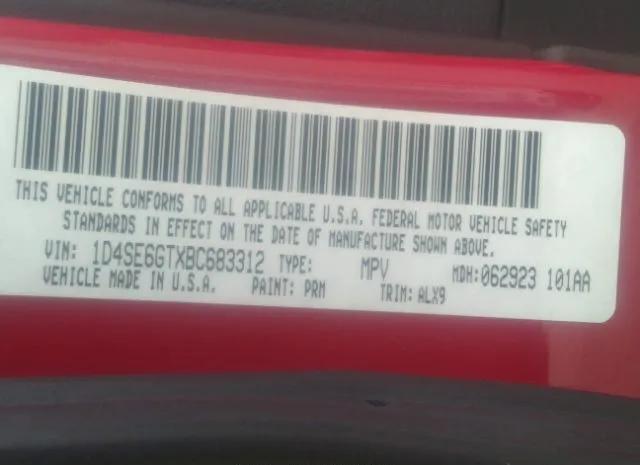 THIS VEHICLE CONFORMS TO ALL APPLICABLE U.S.A. FEDERAL MOTOR VEHICLE SAFETY
STANDARDS IN EFFECT ON THE DATE OF MANUFACTURE SHOWN ABOVE.
VIN: 1D4SE6GTXBC683312 TYPE: MPV MDH:062923 101AA
VEHICLE MADE IN U.S.A. PAINT: PRM TRIM: ALX9